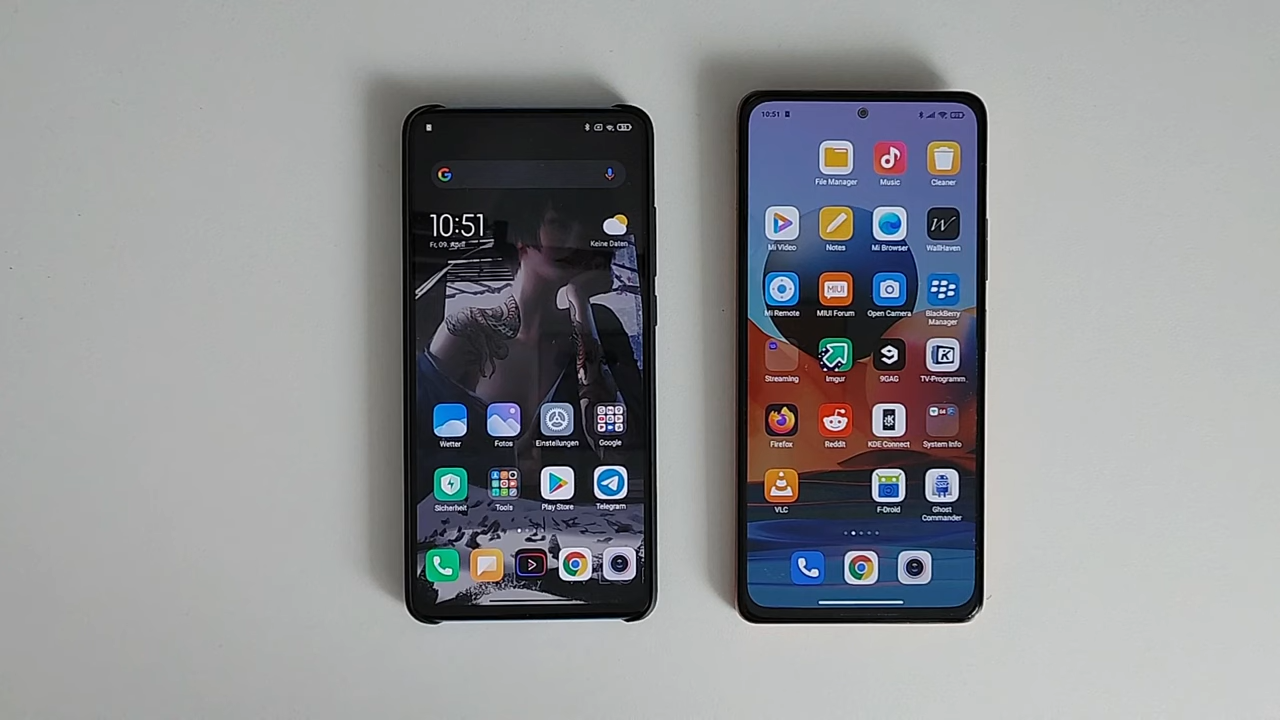 10:51
Fr. 09. April
Keine Daten
Wetter
Fotos
Einstellungen
Google
Sicherheit
Tools
Play Store
Telegram
10:51
File Manager
Music
Cleaner
Mi Video
Notes
Mi Browser
WallHaven
Mi Remote
MIUI
MIUI Forum
Open Camera
BlackBerry
Manager
Streaming
Imgur
9GAG
TV-Programm
Firefox
Reddit
KDE Connect
System Info
VLC
F-Droid
Ghost
Commander